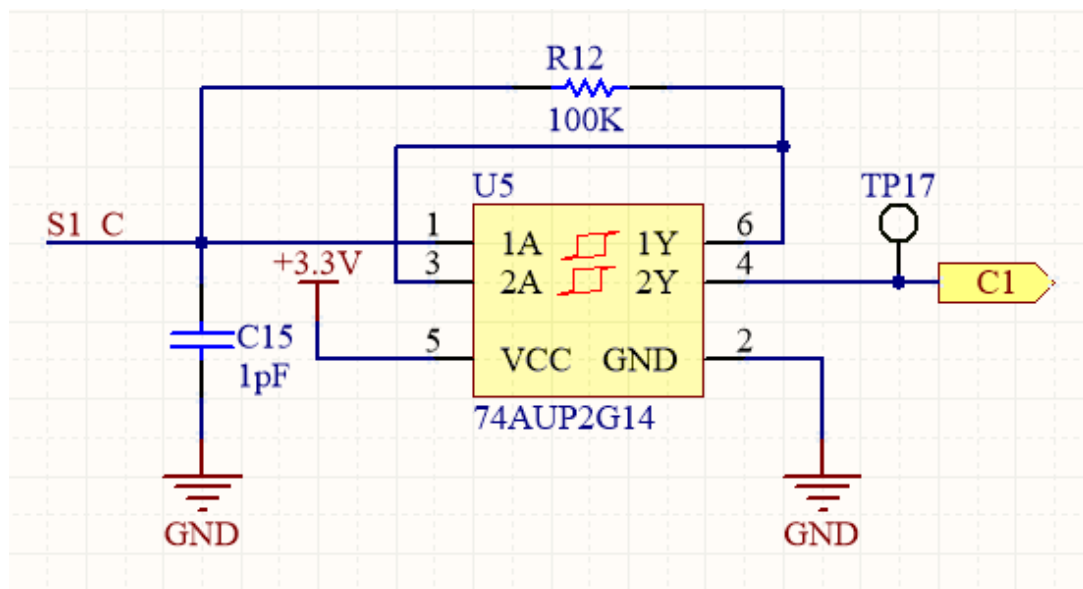 R12
100K
U5
TP17
S1 C
1 1A 1Y 6
+3.3V
3 2A 2Y 4
C1
C15
1pF
5 VCC GND 2
74AUP2G14
GND
GND